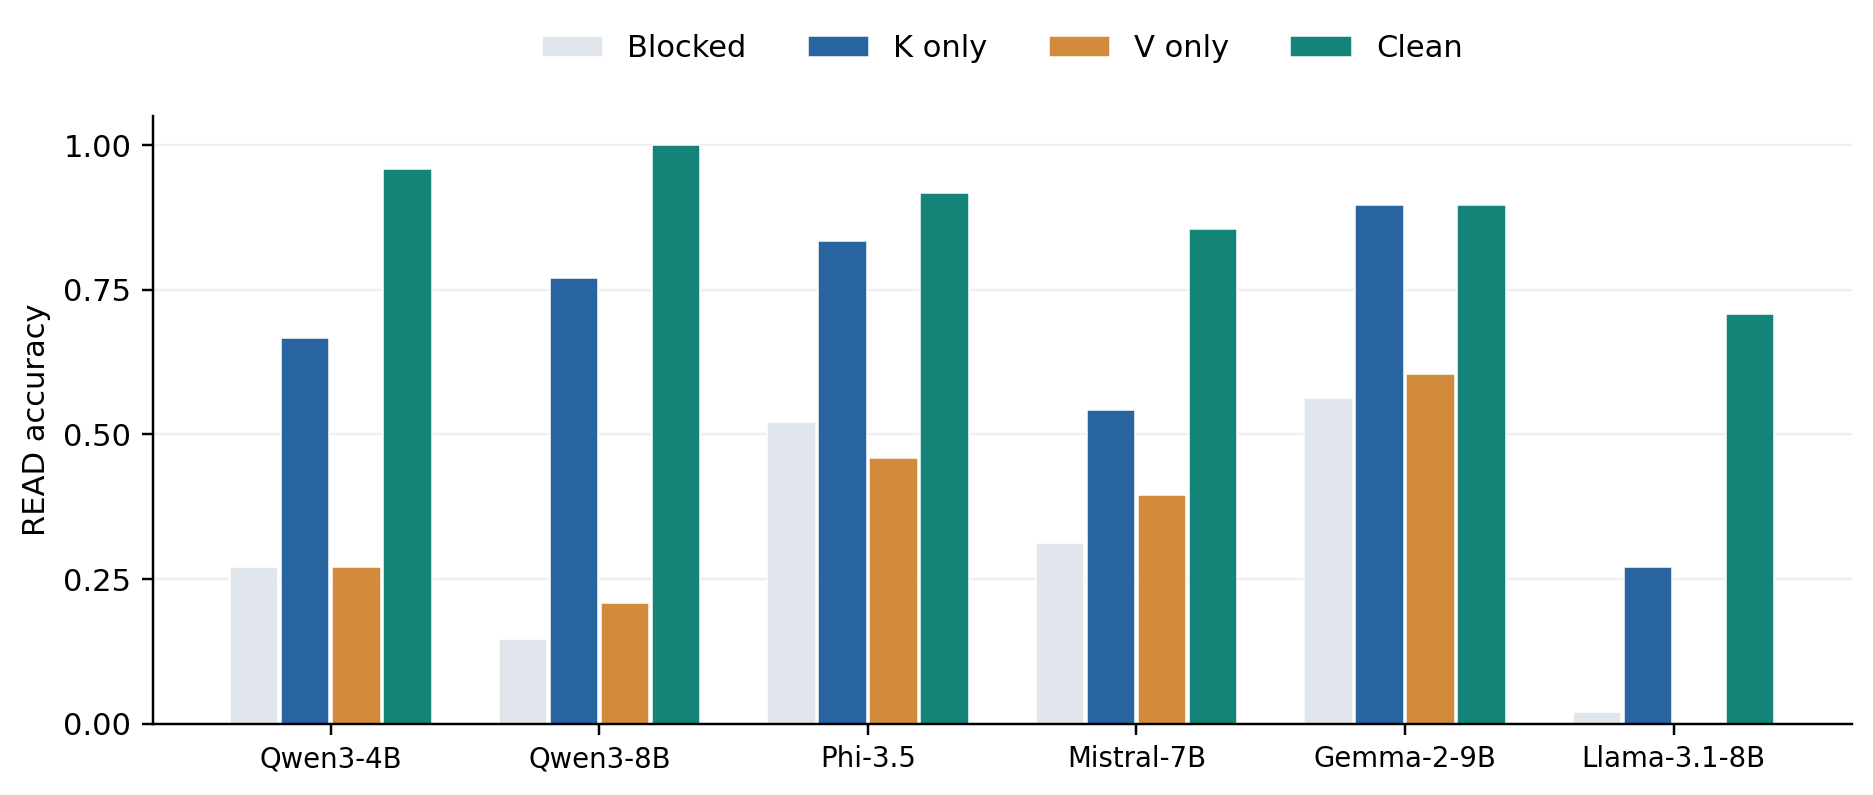 Blocked K only V only Clean
READ accuracy
1.00
0.75
0.50
0.25
0.00
Qwen3-4B Qwen3-8B Phi-3.5 Mistral-7B Gemma-2-9B Llama-3.1-8B